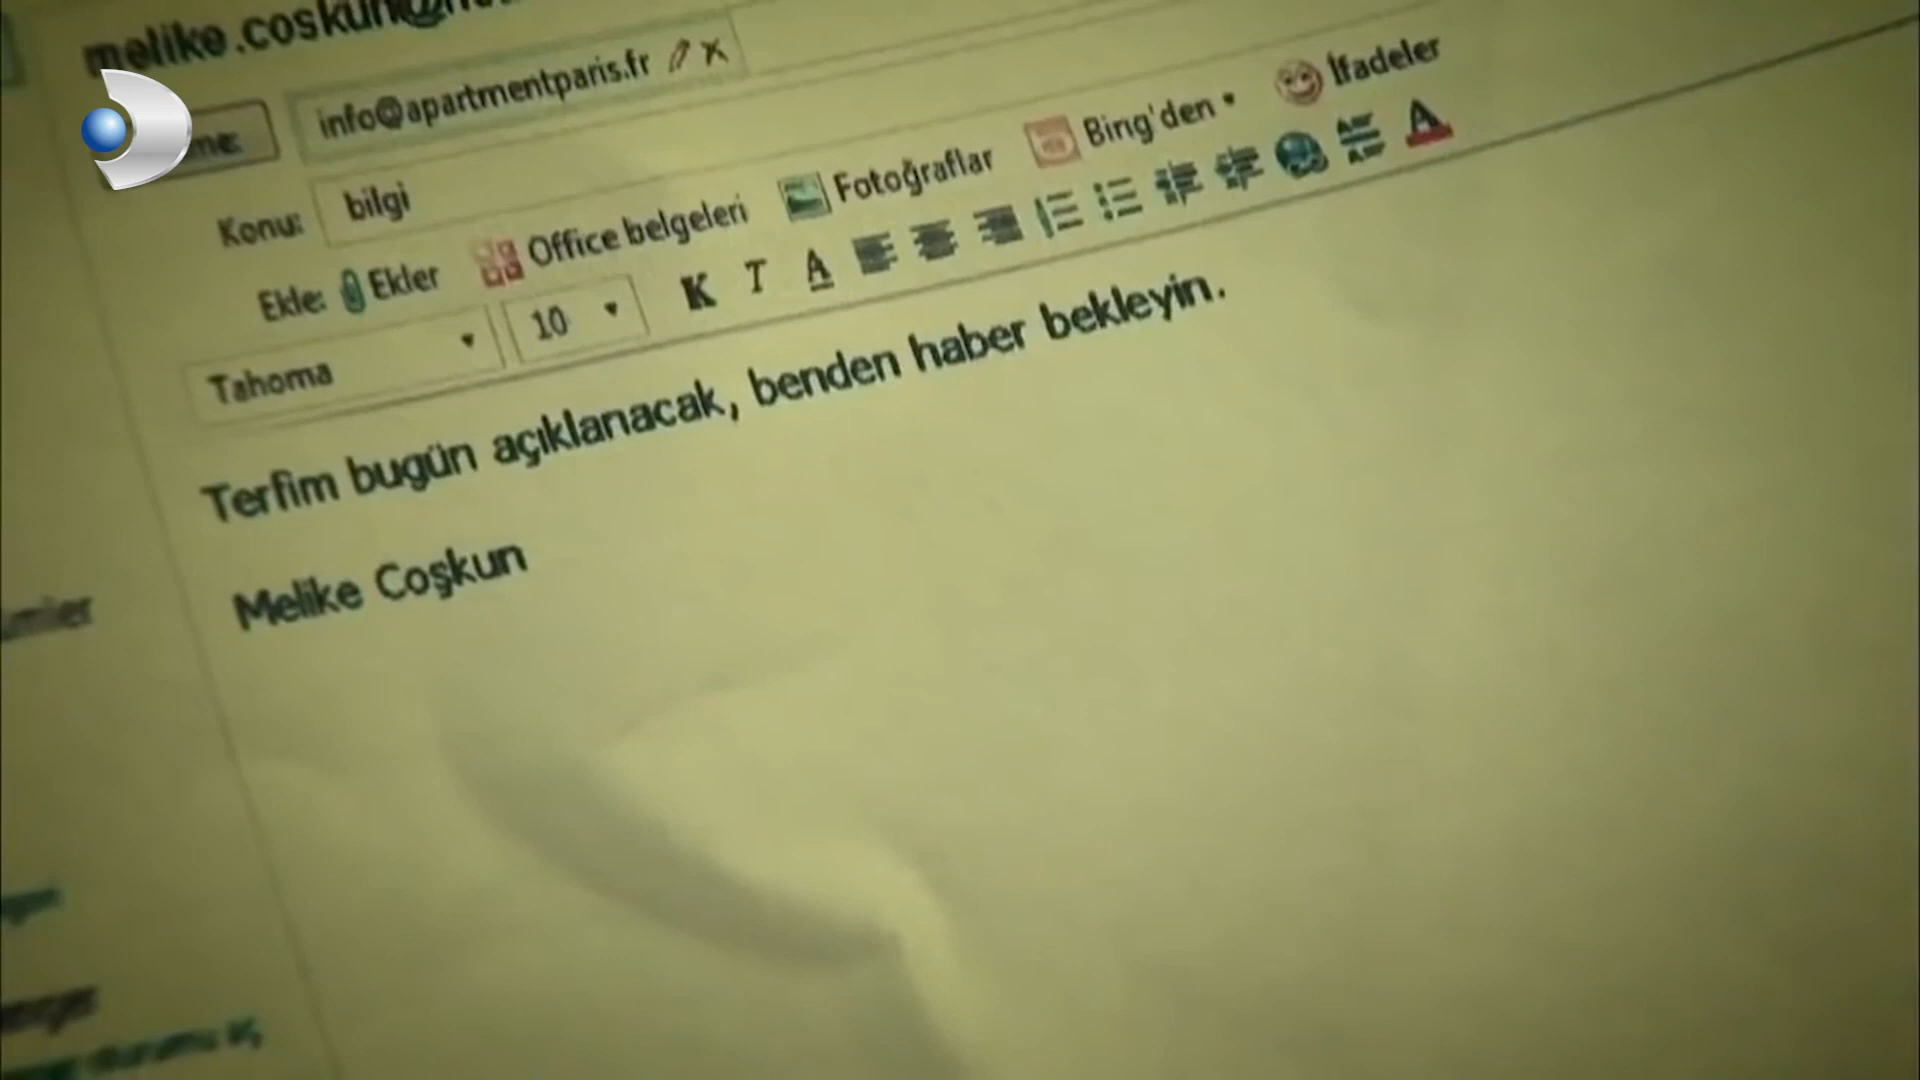 melike.coskun@
info@apartmentparis.fr
Konu: bilgi
Ekle: Ekler Office belgeleri Fotoğraflar Bing'den İfadeler
Tahoma 10 K T A A
Terfim bugün açıklanacak, benden haber bekleyin.
Melike Coşkun